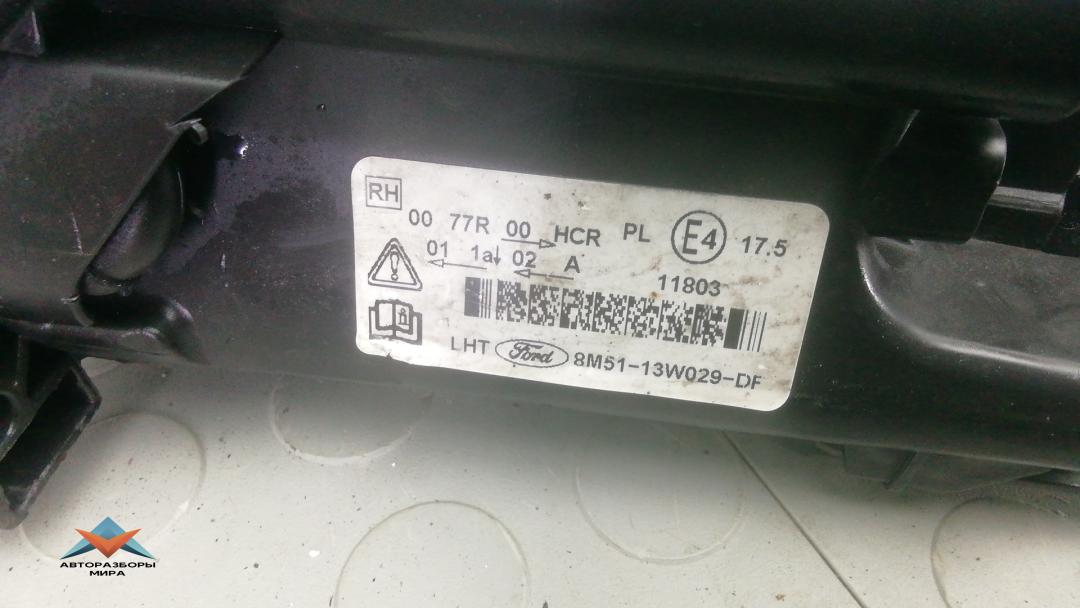 RH
00 77R 00 HCR PL E4 17.5
01 1a↓ 02 A
11803
LHT Ford 8M51-13W029-DF
АВТОРАЗБОРЫ
МИРА